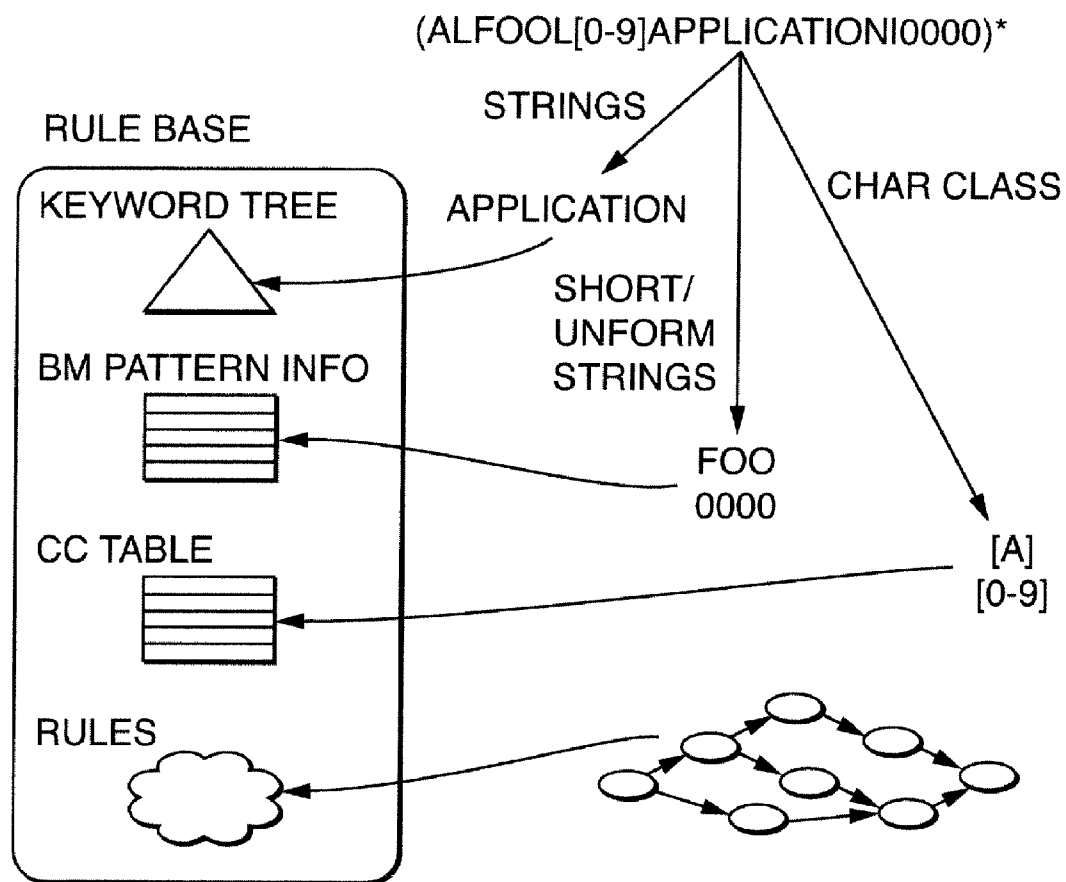 (ALFOOL[0-9]APPLICATIONI0000)*
STRINGS
RULE BASE
KEYWORD TREE
APPLICATION
CHAR CLASS
SHORT/
UNFORM
STRINGS
BM PATTERN INFO
FOO
0000
CC TABLE
[A]
[0-9]
RULES